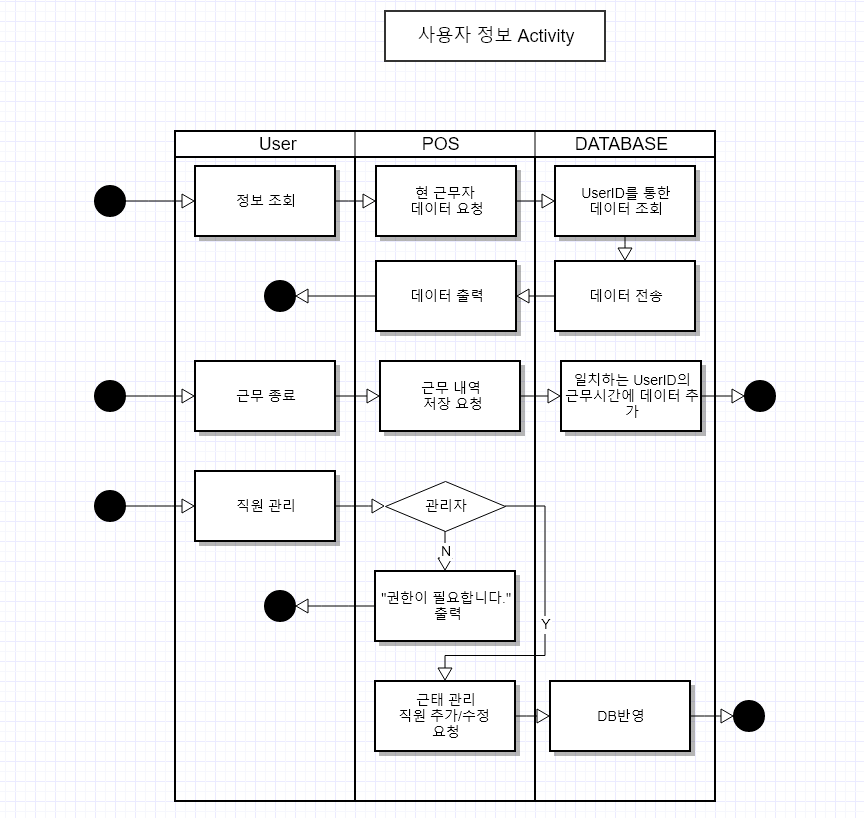 사용자 정보 Activity
User
POS
DATABASE
정보 조회
현 근무자
데이터 요청
UserID를 통한
데이터 조회
데이터 출력
데이터 전송
근무 종료
근무 내역
저장 요청
일치하는 UserID의
근무시간에 데이터 추
가
직원 관리
관리자
N
"권한이 필요합니다."
출력
Y
근태 관리
직원 추가/수정
요청
DB반영